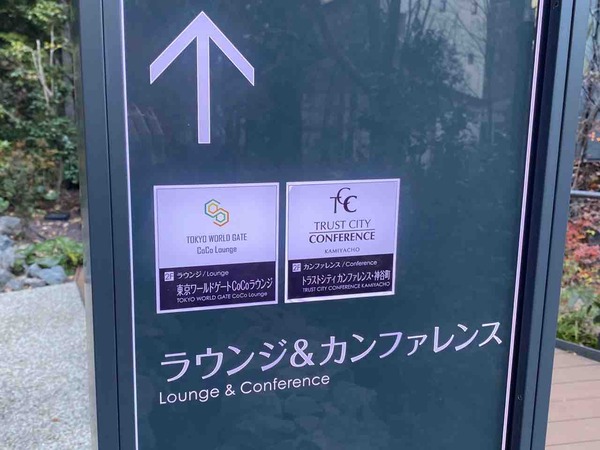 TOKYO WORLD GATE
CoCo Lounge
2F ラウンジ/Lounge
東京ワールドゲートCoCoラウンジ
TOKYO WORLD GATE CoCo Lounge
TCC
TRUST CITY
CONFERENCE
KAMIYACHO
2F カンファレンス/Conference
トラストシティ カンファレンス・神谷町
TRUST CITY CONFERENCE KAMIYACHO
ラウンジ&カンファレンス
Lounge & Conference